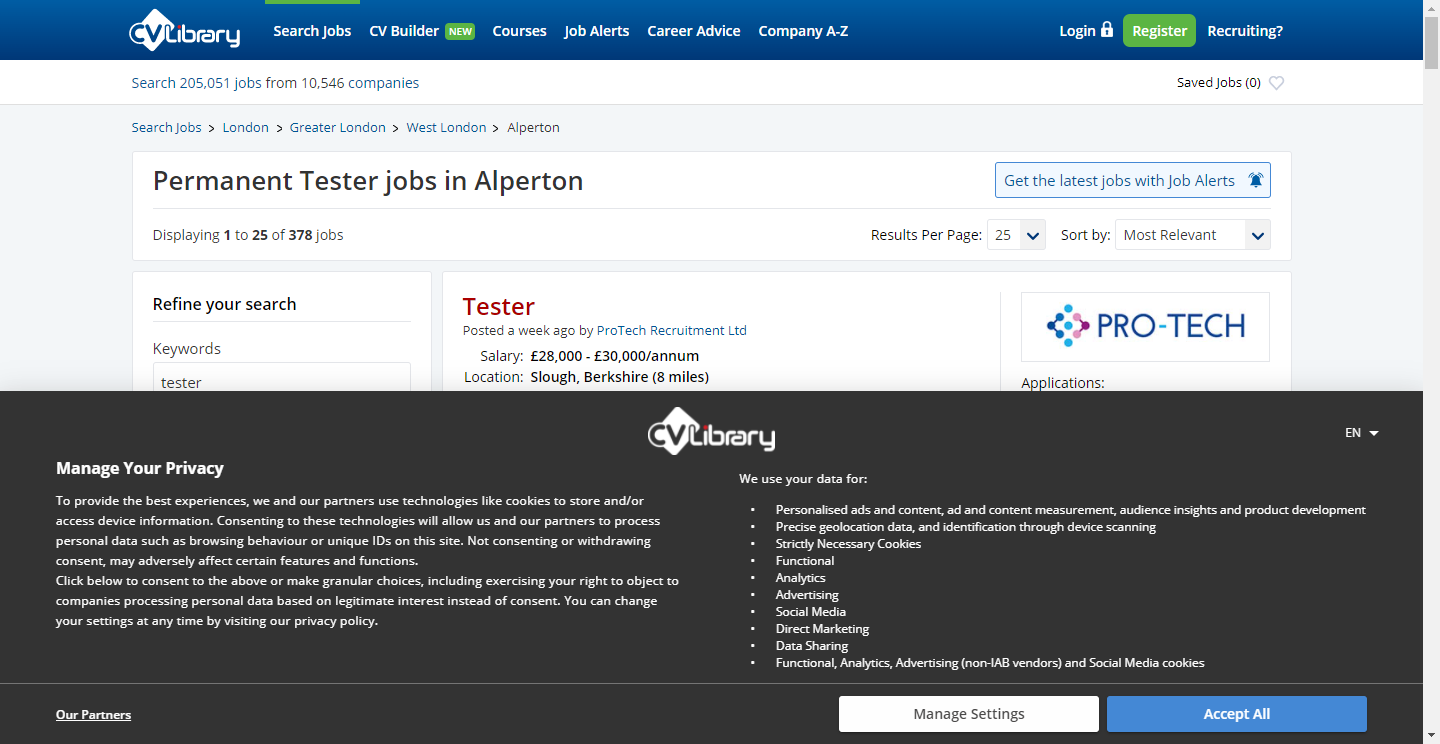 CVLibrary
Search Jobs
CV Builder NEW
Courses
Job Alerts
Career Advice
Company A-Z
Login
Register
Recruiting?
Search 205,051 jobs from 10,546 companies
Saved Jobs (0)
Search Jobs > London > Greater London > West London > Alperton
Permanent Tester jobs in Alperton
Get the latest jobs with Job Alerts
Displaying 1 to 25 of 378 jobs
Results Per Page: 25
Sort by: Most Relevant
Refine your search
Keywords
tester
Tester
Posted a week ago by ProTech Recruitment Ltd
Salary: £28,000 - £30,000/annum
Location: Slough, Berkshire (8 miles)
PRO-TECH
Applications:
CVLibrary
EN
Manage Your Privacy
To provide the best experiences, we and our partners use technologies like cookies to store and/or
access device information. Consenting to these technologies will allow us and our partners to process
personal data such as browsing behaviour or unique IDs on this site. Not consenting or withdrawing
consent, may adversely affect certain features and functions.
Click below to consent to the above or make granular choices, including exercising your right to object to
companies processing personal data based on legitimate interest instead of consent. You can change
your settings at any time by visiting our privacy policy.
We use your data for:
• Personalised ads and content, ad and content measurement, audience insights and product development
• Precise geolocation data, and identification through device scanning
• Strictly Necessary Cookies
• Functional
• Analytics
• Advertising
• Social Media
• Direct Marketing
• Data Sharing
• Functional, Analytics, Advertising (non-IAB vendors) and Social Media cookies
Our Partners
Manage Settings
Accept All